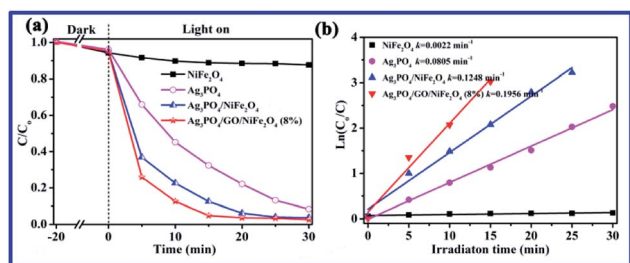 (a)
Dark
Light on
C/C₀
1.0
0.8
0.6
0.4
0.2
0.0
NiFe₂O₄
Ag₃PO₄
Ag₃PO₄/NiFe₂O₄
Ag₃PO₄/GO/NiFe₂O₄ (8%)
-20 0 10 20 30
Time (min)
(b)
Ln(C₀/C)
4
3
2
1
0
NiFe₂O₄ k=0.0022 min⁻¹
Ag₃PO₄ k=0.0805 min⁻¹
Ag₃PO₄/NiFe₂O₄ k=0.1248 min⁻¹
Ag₃PO₄/GO/NiFe₂O₄ (8%) k=0.1956 min⁻¹
0 5 10 15 20 25 30
Irradiaton time (min)